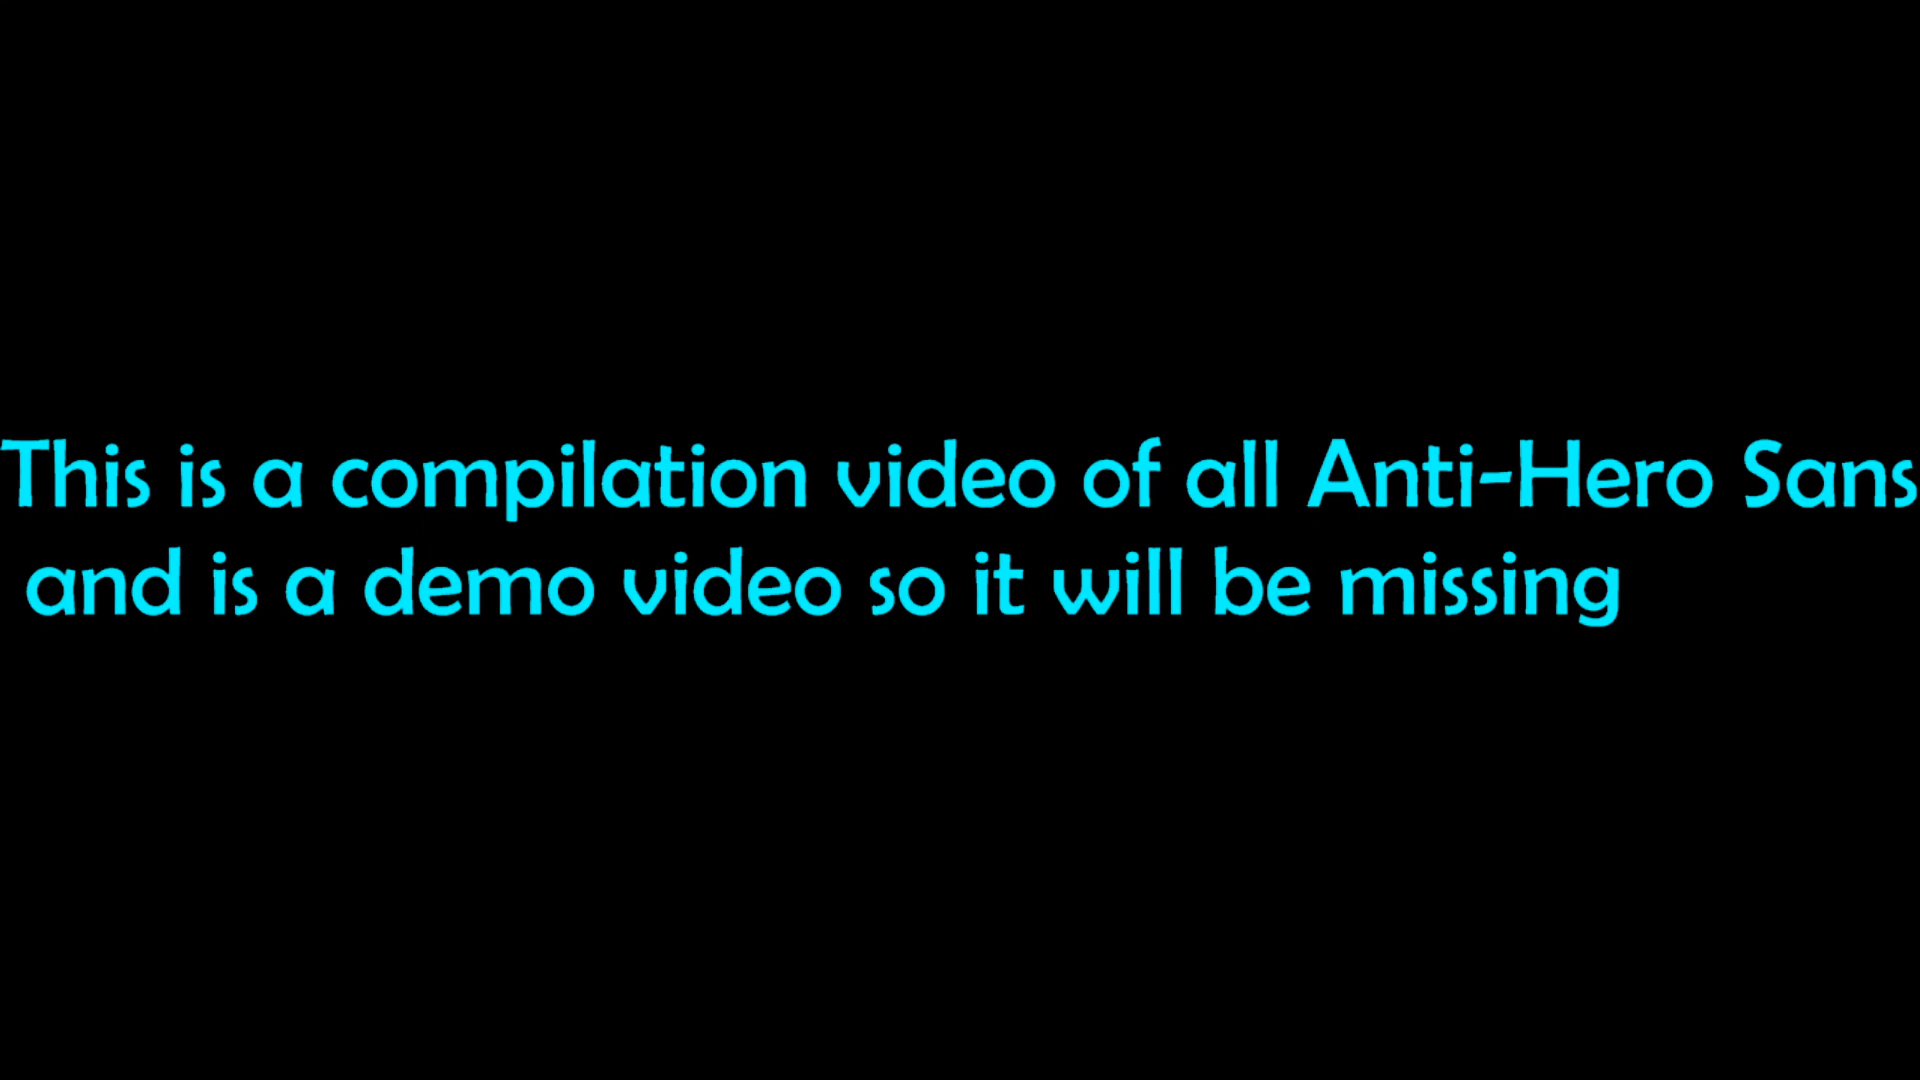 This is a compilation video of all Anti-Hero Sans
and is a demo video so it will be missing